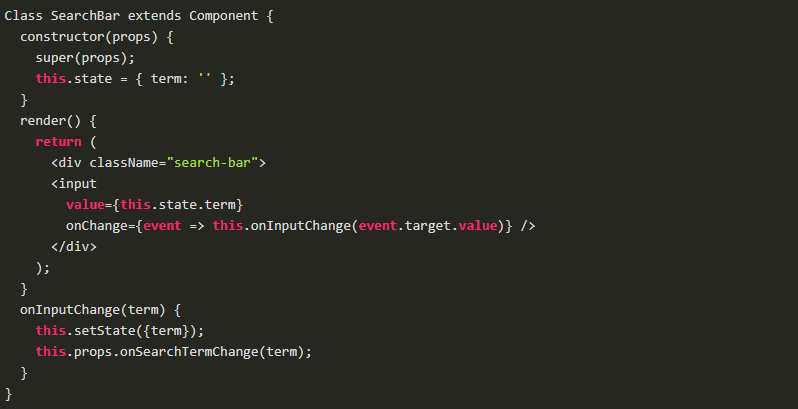 Class SearchBar extends Component {
  constructor(props) {
    super(props);
    this.state = { term: '' };
  }
  render() {
    return (
      <div className="search-bar">
      <input
        value={this.state.term}
        onChange={event => this.onInputChange(event.target.value)} />
      </div>
    );
  }
  onInputChange(term) {
    this.setState({term});
    this.props.onSearchTermChange(term);
  }
}